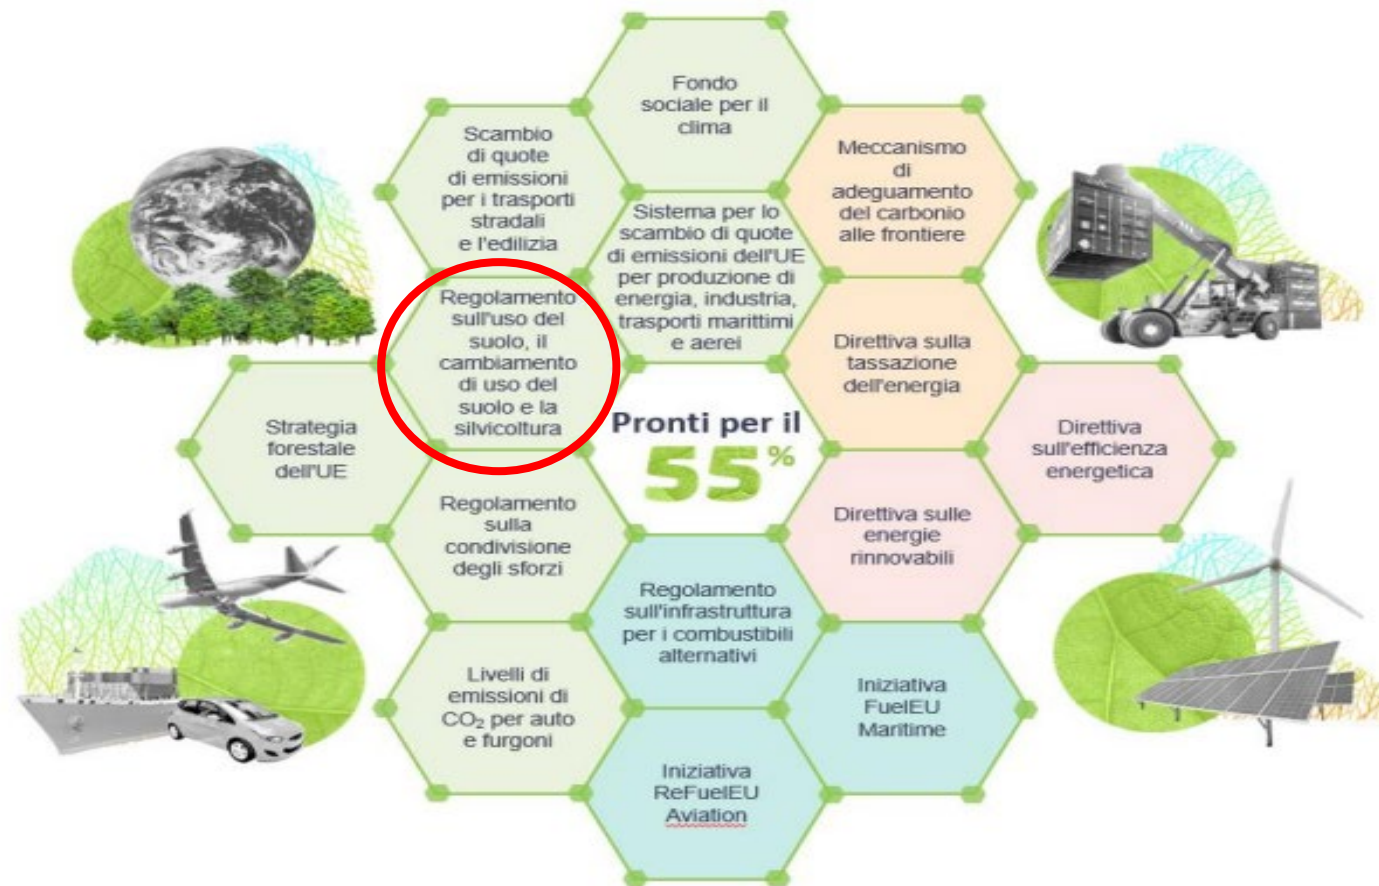 Fondo
sociale per il
clima
Scambio
di quote
di emissioni
per i trasporti
stradali
e l'edilizia
Meccanismo
di
adeguamento
del carbonio
alle frontiere
Sistema per lo
scambio di quote
di emissioni dell'UE
per produzione di
energia, industria,
trasporti marittimi
e aerei
Regolamento
sull'uso del
suolo, il
cambiamento
di uso del
suolo e la
silvicoltura
Direttiva sulla
tassazione
dell'energia
Strategia
forestale
dell'UE
Pronti per il
55%
Direttiva
sull'efficienza
energetica
Regolamento
sulla
condivisione
degli sforzi
Direttiva sulle
energie
rinnovabili
Regolamento
sull'infrastruttura
per i combustibili
alternativi
Livelli di
emissioni di
CO₂ per auto
e furgoni
Iniziativa
FuelEU
Maritime
Iniziativa
ReFuelEU
Aviation